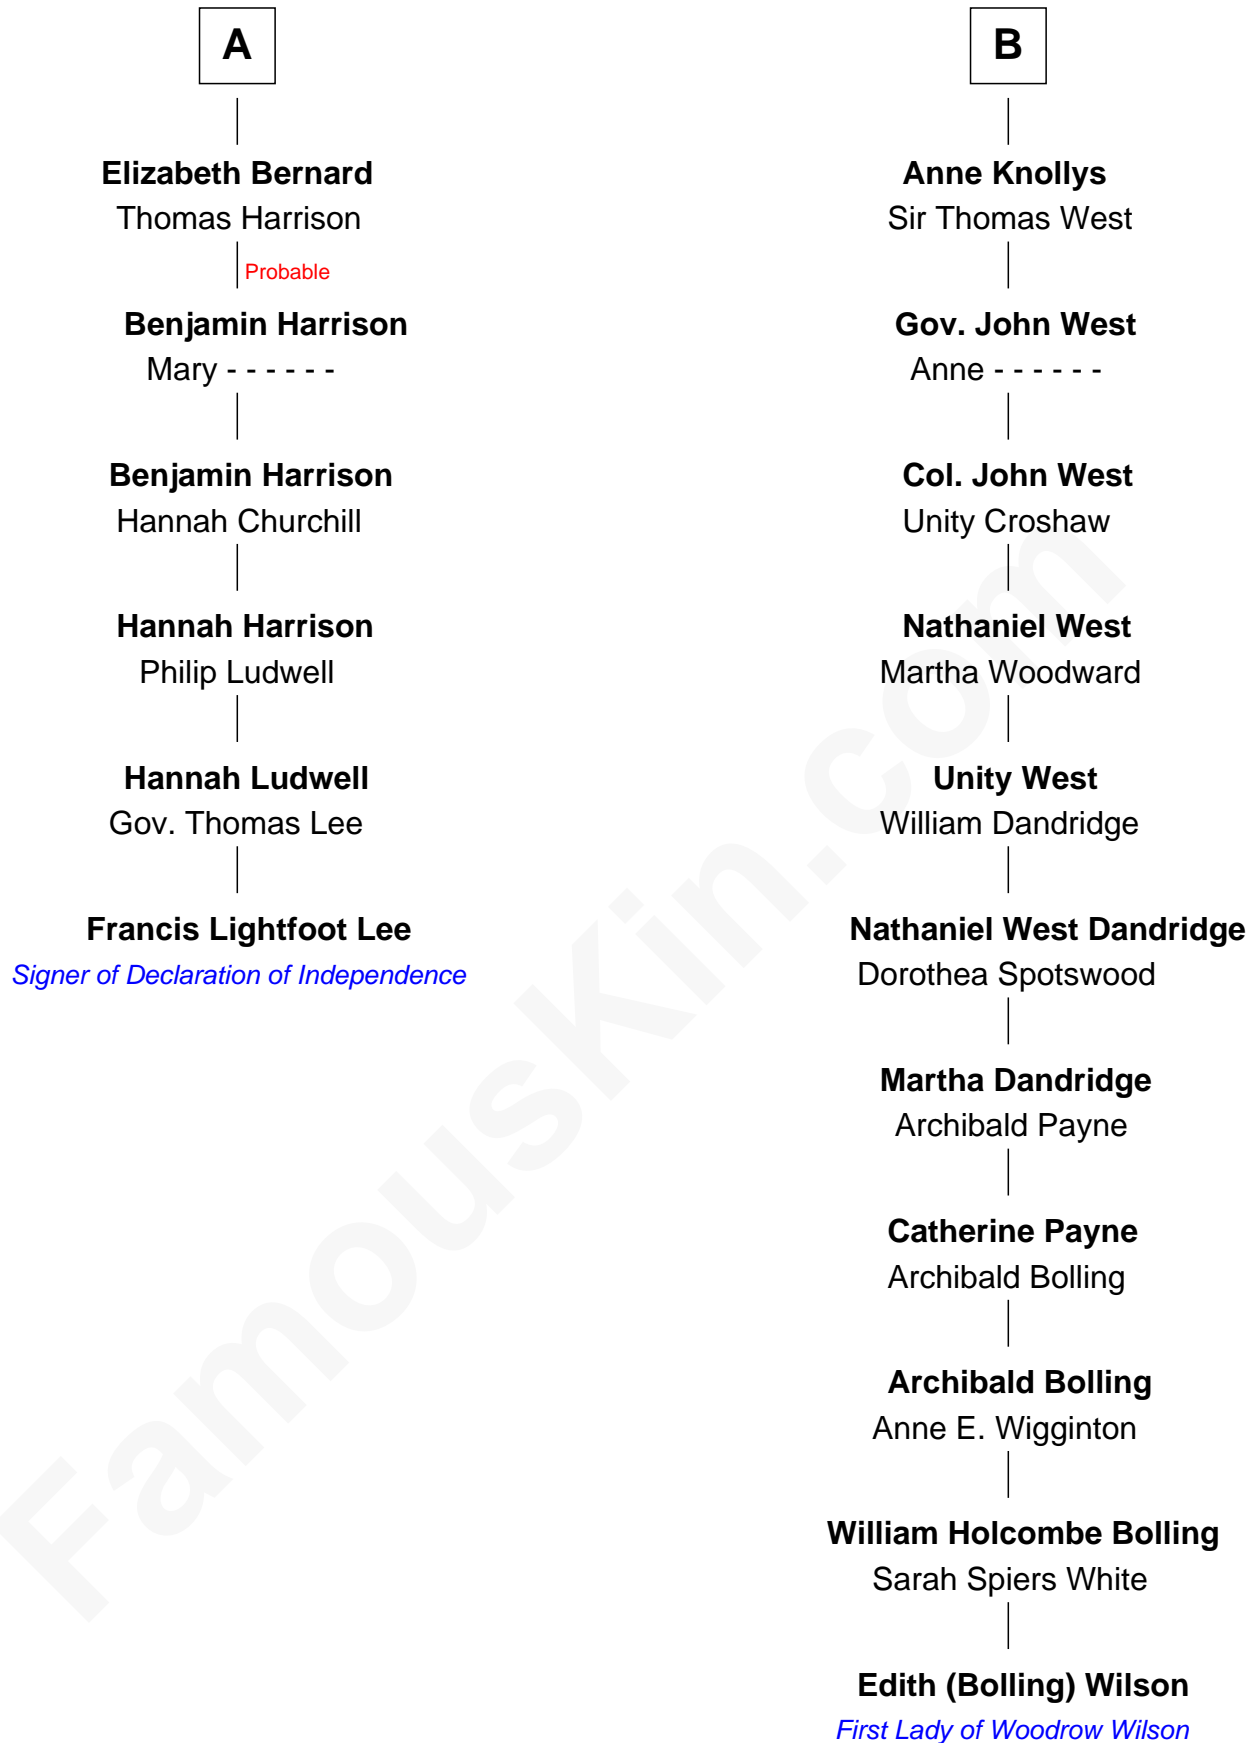 A
Elizabeth Bernard
Thomas Harrison
Probable
Benjamin Harrison
Mary - - - - - -
Benjamin Harrison
Hannah Churchill
Hannah Harrison
Philip Ludwell
Hannah Ludwell
Gov. Thomas Lee
Francis Lightfoot Lee
Signer of Declaration of Independence
B
Anne Knollys
Sir Thomas West
Gov. John West
Anne - - - - - -
Col. John West
Unity Croshaw
Nathaniel West
Martha Woodward
Unity West
William Dandridge
Nathaniel West Dandridge
Dorothea Spotswood
Martha Dandridge
Archibald Payne
Catherine Payne
Archibald Bolling
Archibald Bolling
Anne E. Wigginton
William Holcombe Bolling
Sarah Spiers White
Edith (Bolling) Wilson
First Lady of Woodrow Wilson
FamousKin.com